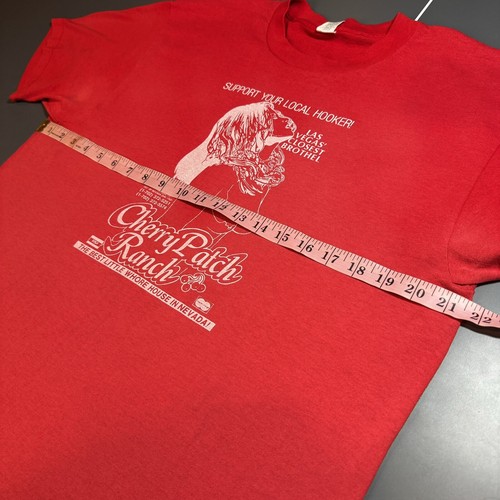 SUPPORT YOUR LOCAL HOOKER!
LAS
VEGAS'
CLOSEST
BROTHEL
Cherry Patch
Ranch
THE BEST LITTLE WHORE HOUSE IN NEVADA!
1 2 3 4 5 6 7 8 9 10 11 12 13 14 15 16 17 18 19 20 21 22